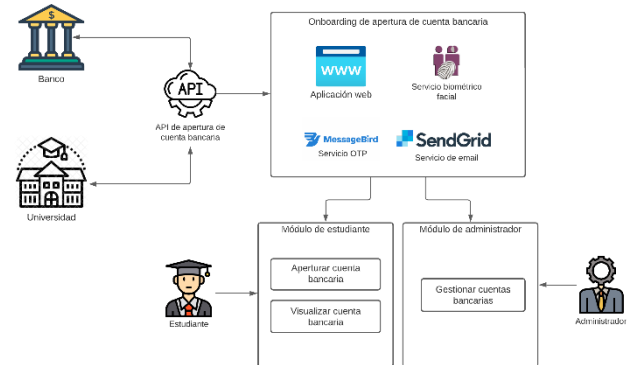 Onboarding de apertura de cuenta bancaria
$
Banco
API
API de apertura de
cuenta bancaria
www
Aplicación web
Servicio biométrico
facial
MessageBird
Servicio OTP
SendGrid
Servicio de email
Universidad
Módulo de estudiante
Módulo de administrador
Aperturar cuenta
bancaria
Visualizar cuenta
bancaria
Gestionar cuentas
bancarias
Estudiante
Administrador